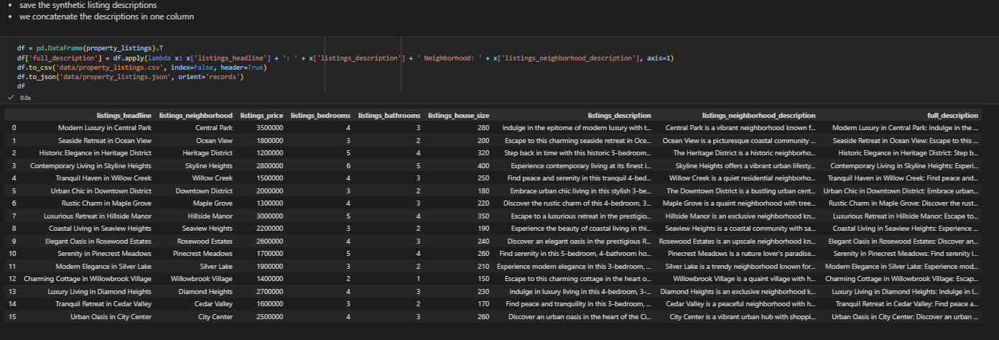 save the synthetic listing descriptions
we concatenate the descriptions in one column
df = pd.DataFrame(property_listings).T
df['full_description'] = df.apply(lambda x: x['listings_headline'] + ': ' + x['listings_description'] + ' Neighborhood: ' + x['listings_neighborhood_description'], axis=1)
df.to_csv('data/property_listings.csv', index=False, header=True)
df.to_json('data/property_listings.json', orient='records')
df
0.0s
listings_headline listings_neighborhood listings_price listings_bedrooms listings_bathrooms listings_house_size listings_description listings_neighborhood_description full_description
0 Modern Luxury in Central Park Central Park 3500000 4 3 280 Indulge in the epitome of modern luxury with t... Central Park is a vibrant neighborhood known f... Modern Luxury in Central Park: Indulge in the ...
1 Seaside Retreat in Ocean View Ocean View 1800000 3 2 200 Escape to this charming seaside retreat in Oce... Ocean View is a picturesque coastal community ... Seaside Retreat in Ocean View: Escape to this ...
2 Historic Elegance in Heritage District Heritage District 1200000 5 4 320 Step back in time with this historic 5-bedroom... The Heritage District is a historic neighborho... Historic Elegance in Heritage District: Step b...
3 Contemporary Living in Skyline Heights Skyline Heights 2800000 6 5 400 Experience contemporary living at its finest i... Skyline Heights offers a vibrant urban lifesty... Contemporary Living in Skyline Heights: Experi...
4 Tranquil Haven in Willow Creek Willow Creek 1500000 4 3 250 Find peace and serenity in this tranquil 4-bed... Willow Creek is a quiet residential neighborho... Tranquil Haven in Willow Creek: Find peace and...
5 Urban Chic in Downtown District Downtown District 2000000 3 2 180 Embrace urban chic living in this stylish 3-be... The Downtown District is a bustling urban cent... Urban Chic in Downtown District: Embrace urban...
6 Rustic Charm in Maple Grove Maple Grove 1300000 4 3 220 Discover the rustic charm of this 4-bedroom, 3... Maple Grove is a quaint neighborhood with tree... Rustic Charm in Maple Grove: Discover the rust...
7 Luxurious Retreat in Hillside Manor Hillside Manor 3000000 5 4 350 Escape to a luxurious retreat in the prestigio... Hillside Manor is an exclusive neighborhood kn... Luxurious Retreat in Hillside Manor: Escape to...
8 Coastal Living in Seaview Heights Seaview Heights 2200000 3 2 190 Experience the beauty of coastal living in thi... Seaview Heights is a coastal community with sa... Coastal Living in Seaview Heights: Experience ...
9 Elegant Oasis in Rosewood Estates Rosewood Estates 2600000 4 3 240 Discover an elegant oasis in the prestigious R... Rosewood Estates is an upscale neighborhood kn... Elegant Oasis in Rosewood Estates: Discover an...
10 Serenity in Pinecrest Meadows Pinecrest Meadows 1700000 5 4 260 Find serenity in this 5-bedroom, 4-bathroom ho... Pinecrest Meadows is a nature lover's paradise... Serenity in Pinecrest Meadows: Find serenity i...
11 Modern Elegance in Silver Lake Silver Lake 1900000 3 2 210 Experience modern elegance in this 3-bedroom, ... Silver Lake is a trendy neighborhood known for... Modern Elegance in Silver Lake: Experience mod...
12 Charming Cottage in Willowbrook Village Willowbrook Village 1400000 2 1 150 Escape to this charming cottage in the heart o... Willowbrook Village is a quaint village with h... Charming Cottage in Willowbrook Village: Escap...
13 Luxury Living in Diamond Heights Diamond Heights 2700000 4 3 230 Indulge in luxury living in this 4-bedroom, 3-... Diamond Heights is an exclusive neighborhood k... Luxury Living in Diamond Heights: Indulge in l...
14 Tranquil Retreat in Cedar Valley Cedar Valley 1600000 3 2 170 Find peace and tranquility in this 3-bedroom, ... Cedar Valley is a peaceful neighborhood with h... Tranquil Retreat in Cedar Valley: Find peace a...
15 Urban Oasis in City Center City Center 2500000 4 3 260 Discover an urban oasis in the heart of the Ci... City Center is a vibrant urban hub with shoppi... Urban Oasis in City Center: Discover an urban ...